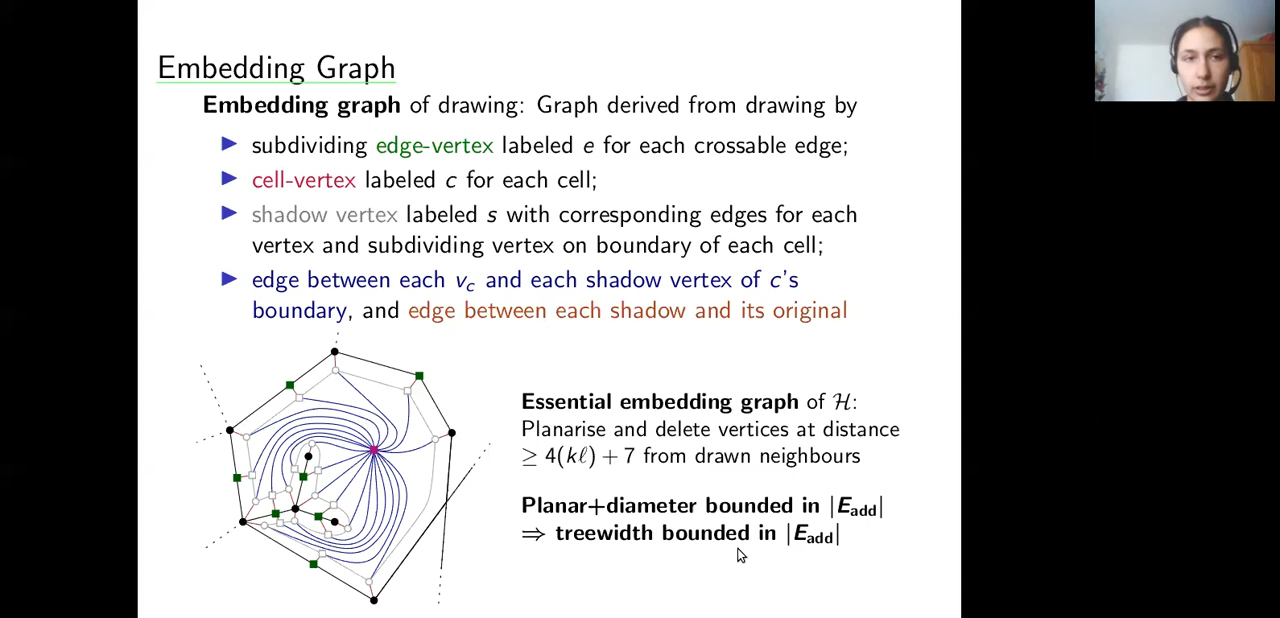 Embedding Graph
Embedding graph of drawing: Graph derived from drawing by
▶ subdividing edge-vertex labeled e for each crossable edge;
▶ cell-vertex labeled c for each cell;
▶ shadow vertex labeled s with corresponding edges for each
vertex and subdividing vertex on boundary of each cell;
▶ edge between each v_c and each shadow vertex of c's
boundary, and edge between each shadow and its original
Essential embedding graph of ℋ:
Planarise and delete vertices at distance
≥ 4(kℓ) + 7 from drawn neighbours
Planar+diameter bounded in |E_add|
⇒ treewidth bounded in |E_add|